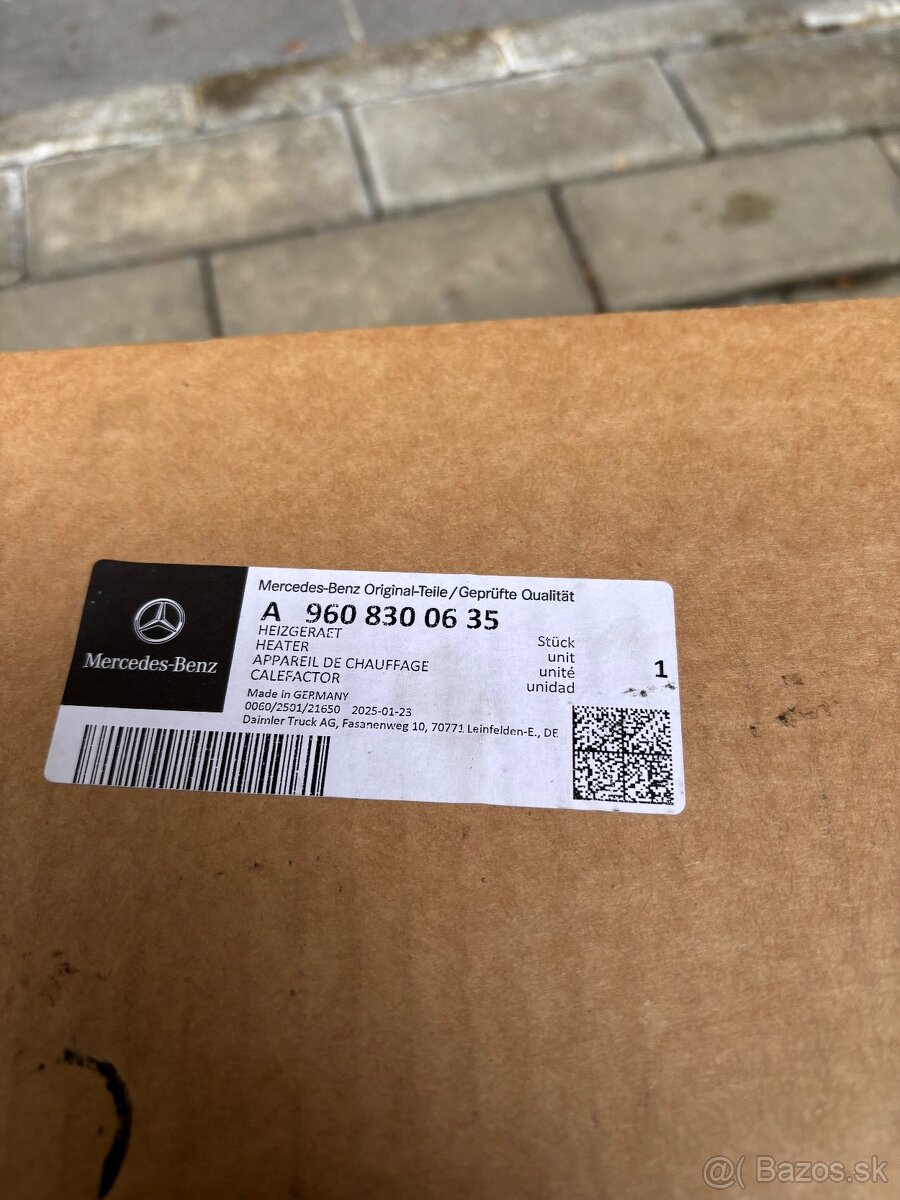 Mercedes-Benz
Mercedes-Benz Original-Teile/Geprüfte Qualität
A 960 830 06 35
HEIZGERAET
HEATER
APPAREIL DE CHAUFFAGE
CALEFACTOR
Stück
unit
unité
unidad
1
Made in GERMANY
0060/2501/21650 2025-01-23
Daimler Truck AG, Fasanenweg 10, 70771 Leinfelden-E., DE
@( Bazos.sk